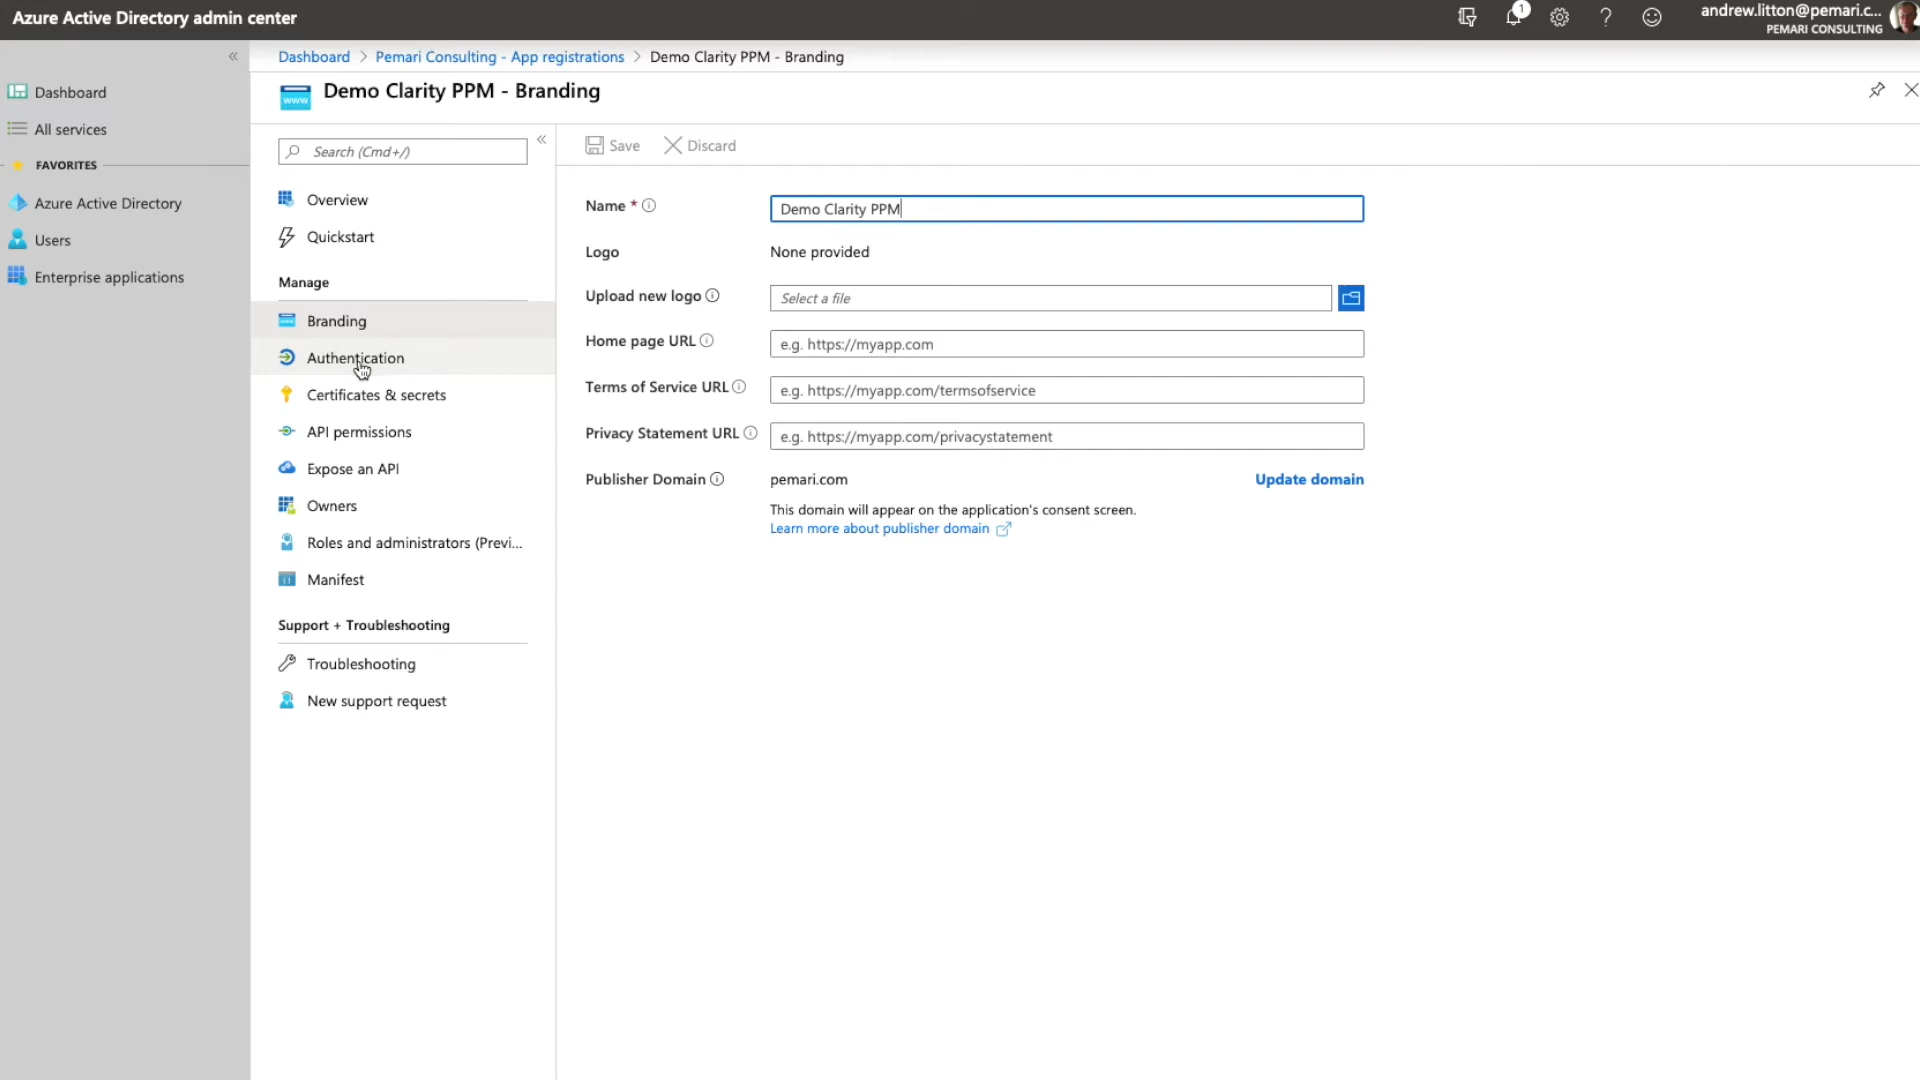 Azure Active Directory admin center
1
andrew.litton@pemari.c...
PEMARI CONSULTING
«
Dashboard > Pemari Consulting - App registrations > Demo Clarity PPM - Branding
www
Demo Clarity PPM - Branding
Dashboard
All services
FAVORITES
Azure Active Directory
Users
Enterprise applications
Search (Cmd+/)
«
Overview
Quickstart
Manage
Branding
Authentication
Certificates & secrets
API permissions
Expose an API
Owners
Roles and administrators (Previ...
Manifest
Support + Troubleshooting
Troubleshooting
New support request
Save
Discard
Name *
Demo Clarity PPM
Logo
None provided
Upload new logo
Select a file
Home page URL
e.g. https://myapp.com
Terms of Service URL
e.g. https://myapp.com/termsofservice
Privacy Statement URL
e.g. https://myapp.com/privacystatement
Publisher Domain
pemari.com
Update domain
This domain will appear on the application's consent screen.
Learn more about publisher domain